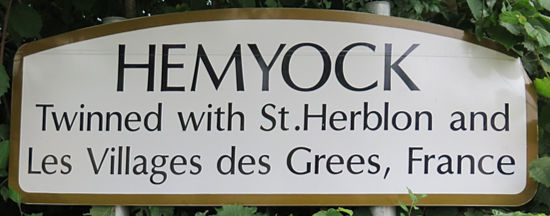 HEMYOCK
Twinned with St.Herblon and
Les Villages des Grees, France